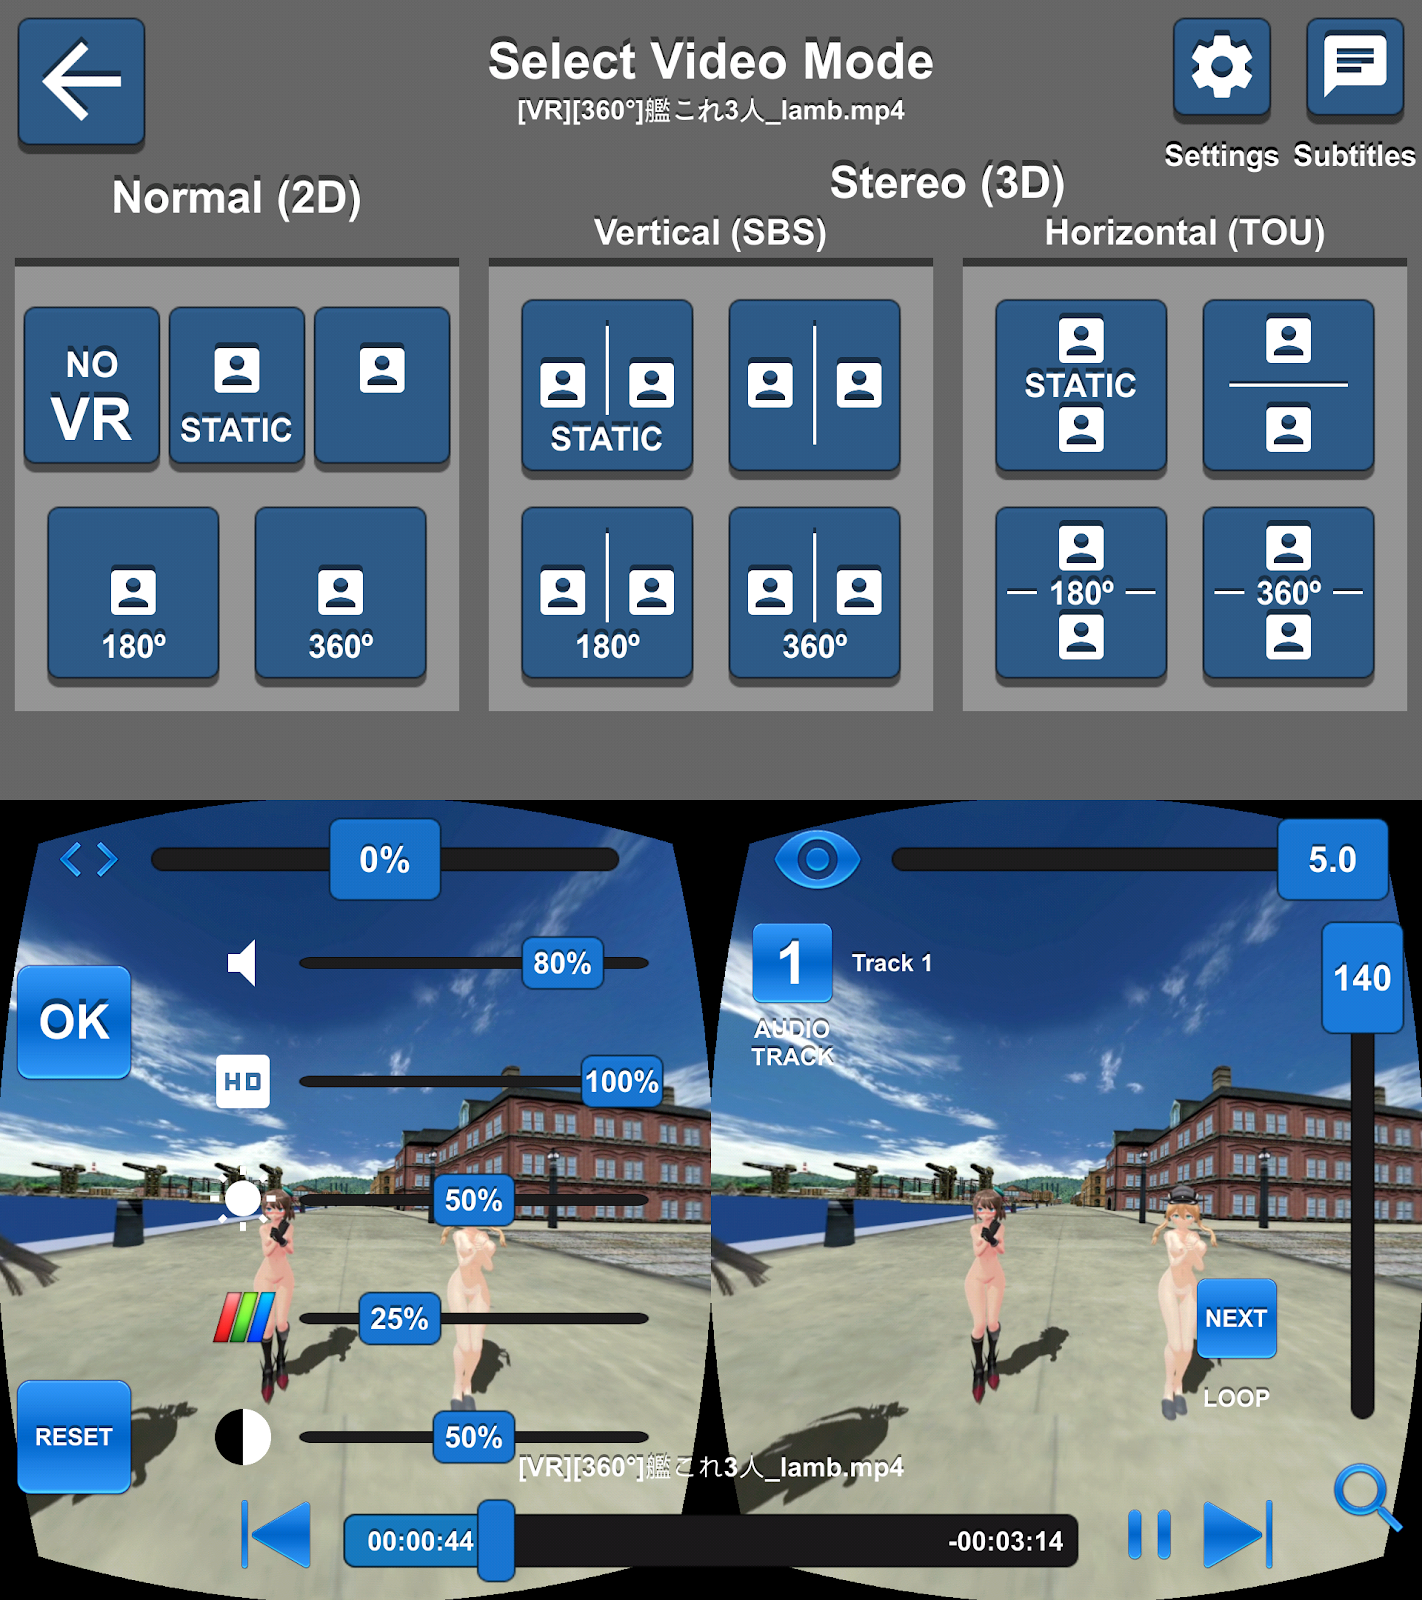 Select Video Mode
[VR][360°]艦これ3人_lamb.mp4
Settings
Subtitles
Normal (2D)
Stereo (3D)
Vertical (SBS)
Horizontal (TOU)
NO
VR
STATIC
180º
360º
STATIC
180º
360º
STATIC
180º
360º
0%
80%
OK
HD
100%
50%
25%
RESET
50%
5.0
1
Track 1
AUDIO
TRACK
140
NEXT
LOOP
[VR][360°]艦これ3人_lamb.mp4
00:00:44
-00:03:14